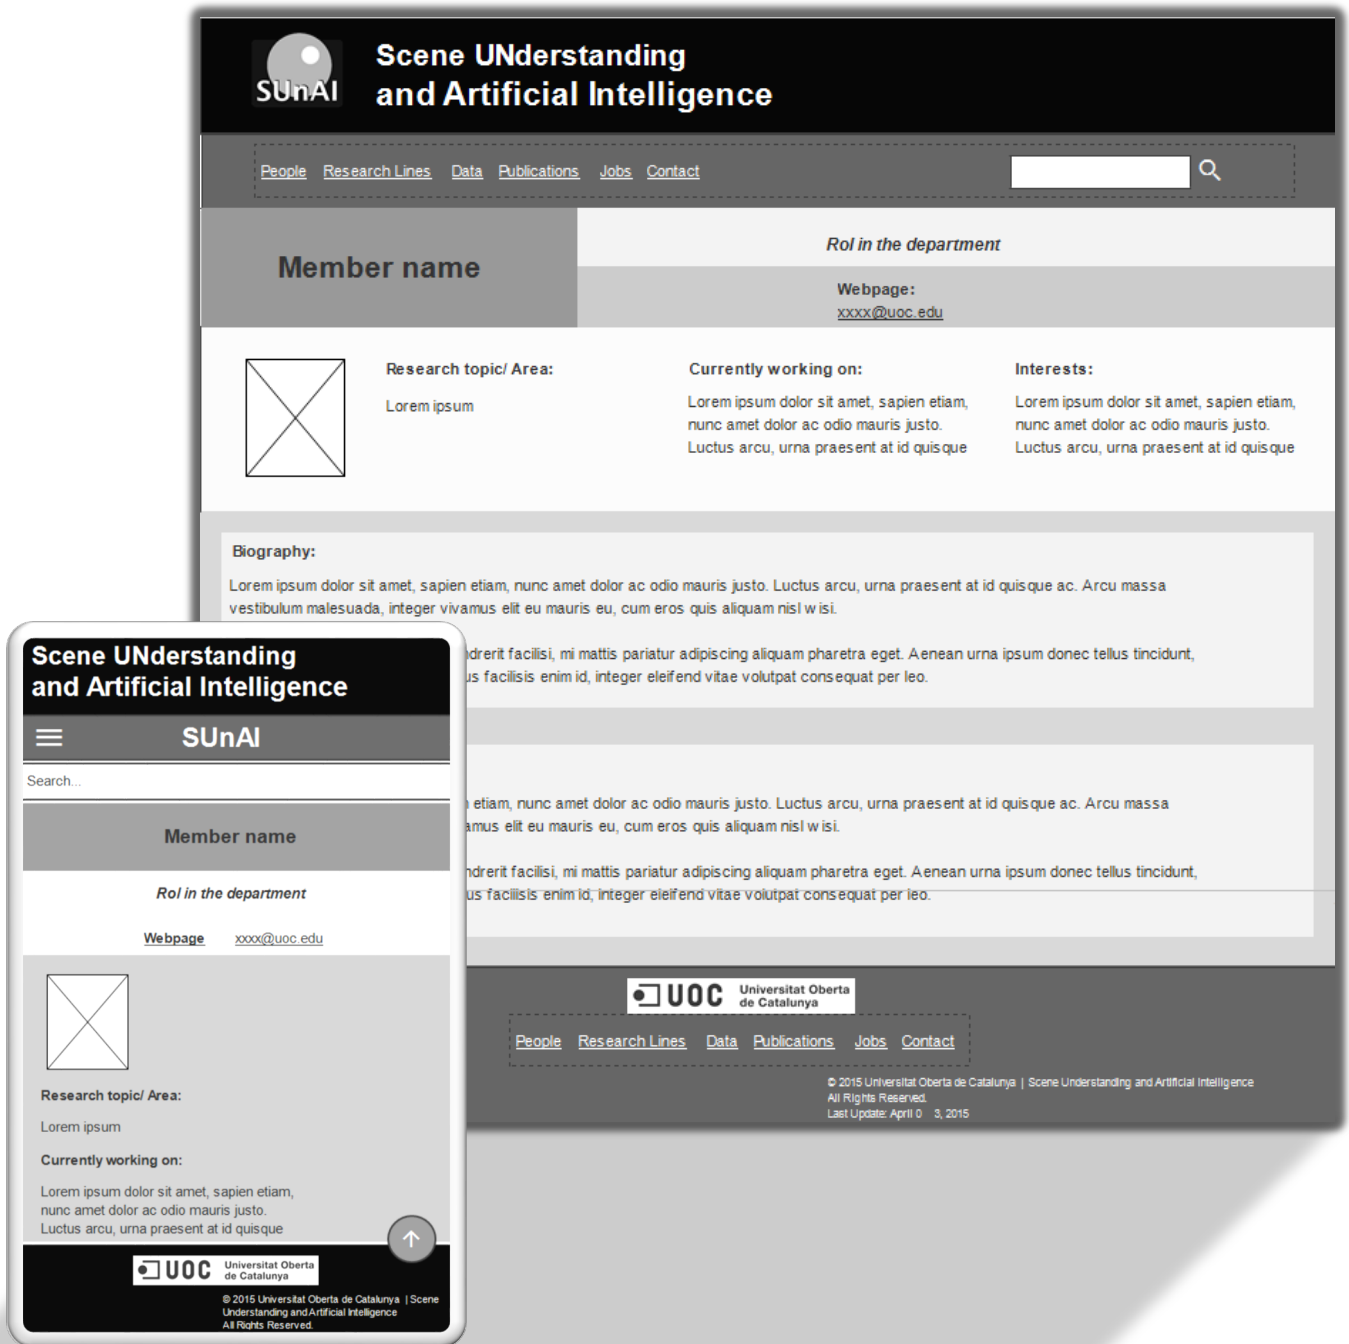 SUnAI
Scene UNderstanding
and Artificial Intelligence
People Research Lines Data Publications Jobs Contact
Member name
Rol in the department
Webpage:
xxxx@uoc.edu
Research topic/ Area:
Lorem ipsum
Currently working on:
Lorem ipsum dolor sit amet, sapien etiam,
nunc amet dolor ac odio mauris justo.
Luctus arcu, urna praesent at id quisque
Interests:
Lorem ipsum dolor sit amet, sapien etiam,
nunc amet dolor ac odio mauris justo.
Luctus arcu, urna praesent at id quisque
Biography:
Lorem ipsum dolor sit amet, sapien etiam, nunc amet dolor ac odio mauris justo. Luctus arcu, urna praesent at id quisque ac. Arcu massa
vestibulum malesuada, integer vivamus elit eu mauris eu, cum eros quis aliquam nisl wisi.
facilisi, mi mattis pariatur adipiscing aliquam pharetra eget. Aenean urna ipsum donec tellus tincidunt,
facilisis enim id, integer eleifend vitae volutpat consequat per leo.
etiam, nunc amet dolor ac odio mauris justo. Luctus arcu, urna praesent at id quisque ac. Arcu massa
elit eu mauris eu, cum eros quis aliquam nisl wisi.
facilisi, mi mattis pariatur adipiscing aliquam pharetra eget. Aenean urna ipsum donec tellus tincidunt,
facilisis enim id, integer eleifend vitae volutpat consequat per leo.
UOC Universitat Oberta
de Catalunya
People Research Lines Data Publications Jobs Contact
© 2015 Universitat Oberta de Catalunya | Scene Understanding and Artificial Intelligence
All Rights Reserved.
Last Update: April 0 3, 2015
Scene UNderstanding
and Artificial Intelligence
SUnAI
Search...
Member name
Rol in the department
Webpage xxxx@uoc.edu
Research topic/ Area:
Lorem ipsum
Currently working on:
Lorem ipsum dolor sit amet, sapien etiam,
nunc amet dolor ac odio mauris justo.
Luctus arcu, urna praesent at id quisque
UOC Universitat Oberta
de Catalunya
© 2015 Universitat Oberta de Catalunya | Scene
Understanding and Artificial Intelligence
All Rights Reserved.